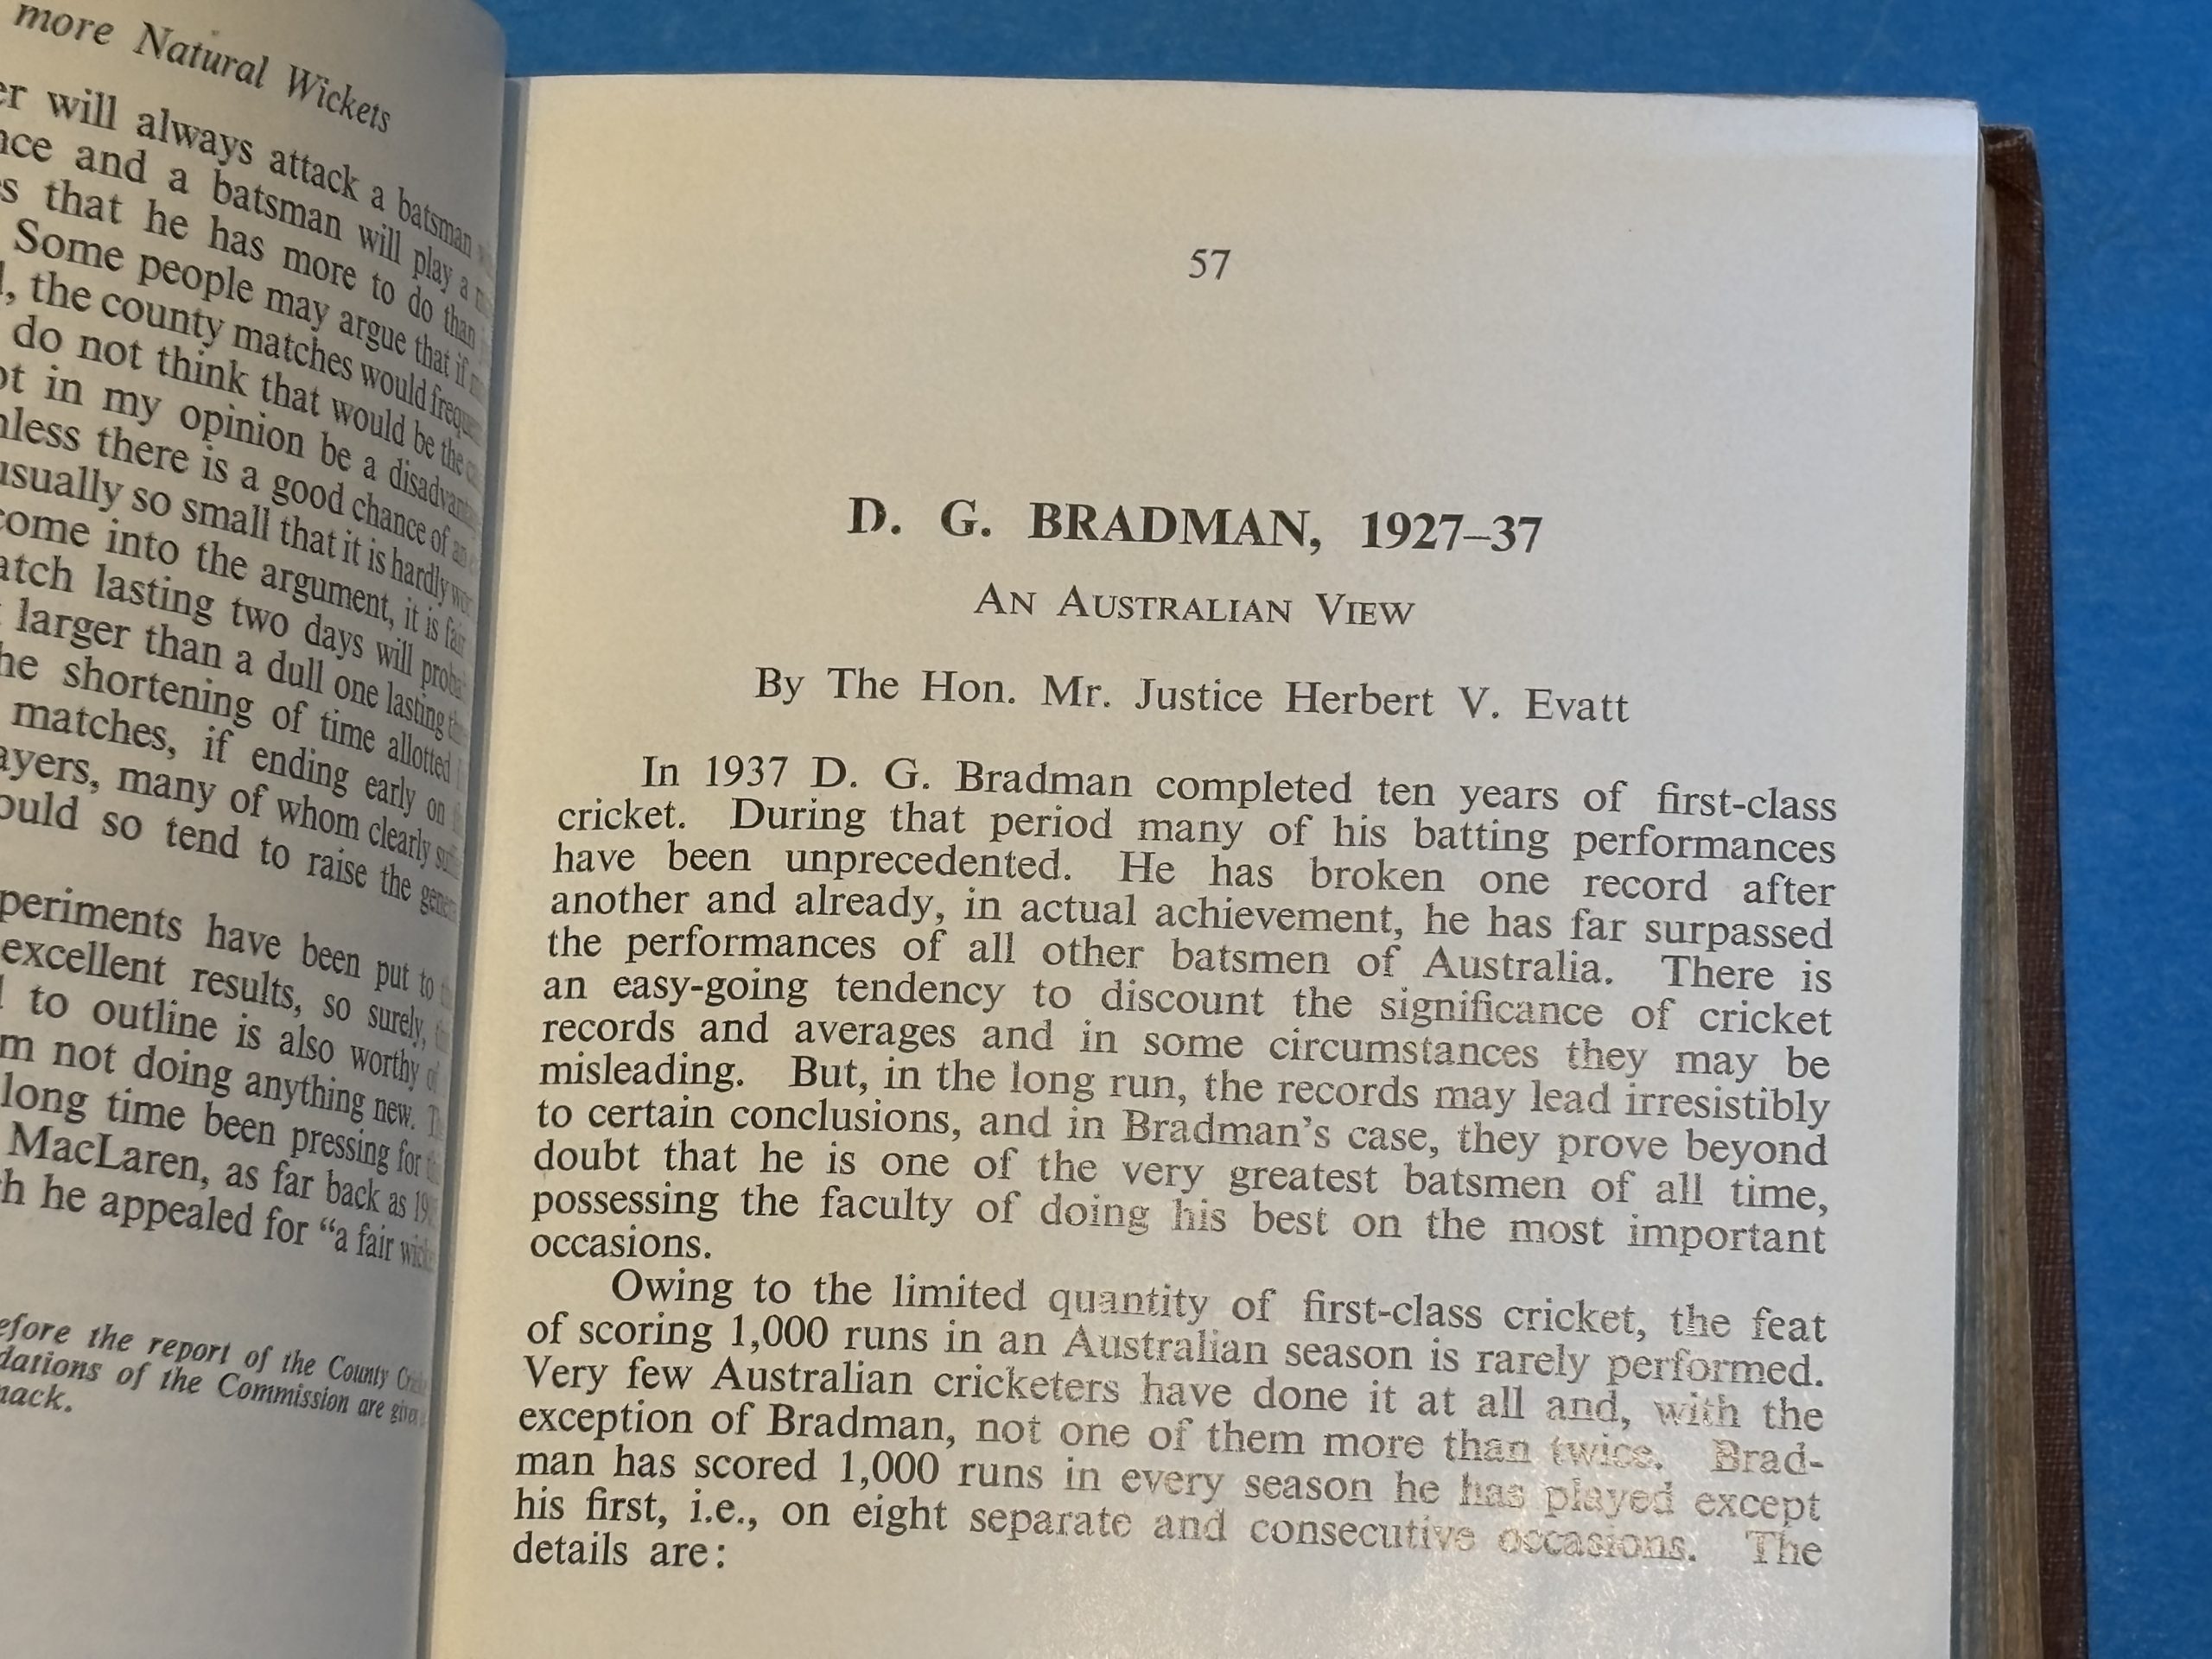 more Natural Wickets
will always attack a batsman
and a batsman will play a
that he has more to do than
Some people may argue that if
the county matches would
do not think that would be the
in my opinion be a
there is a good chance of
usually so small that it is hardly
come into the argument, it is
lasting two days will
larger than a dull one lasting
shortening of time allotted
matches, if ending early on
many of whom clearly
so tend to raise the
have been put to
excellent results, so surely,
to outline is also worthy
not doing anything new.
long time been pressing for
MacLaren, as far back as
he appealed for “a fair
the report of the County
of the Commission are
57
D. G. BRADMAN, 1927–37
AN AUSTRALIAN VIEW
By The Hon. Mr. Justice Herbert V. Evatt
In 1937 D. G. Bradman completed ten years of first-class
cricket. During that period many of his batting performances
have been unprecedented. He has broken one record after
another and already, in actual achievement, he has far surpassed
the performances of all other batsmen of Australia. There is
an easy-going tendency to discount the significance of cricket
records and averages and in some circumstances they may be
misleading. But, in the long run, the records may lead irresistibly
to certain conclusions, and in Bradman’s case, they prove beyond
doubt that he is one of the very greatest batsmen of all time,
possessing the faculty of doing his best on the most important
occasions.
Owing to the limited quantity of first-class cricket, the feat
of scoring 1,000 runs in an Australian season is rarely performed.
Very few Australian cricketers have done it at all and, with the
exception of Bradman, not one of them more than twice. Brad-
man has scored 1,000 runs in every season he has played except
his first, i.e., on eight separate and consecutive occasions. The
details are: